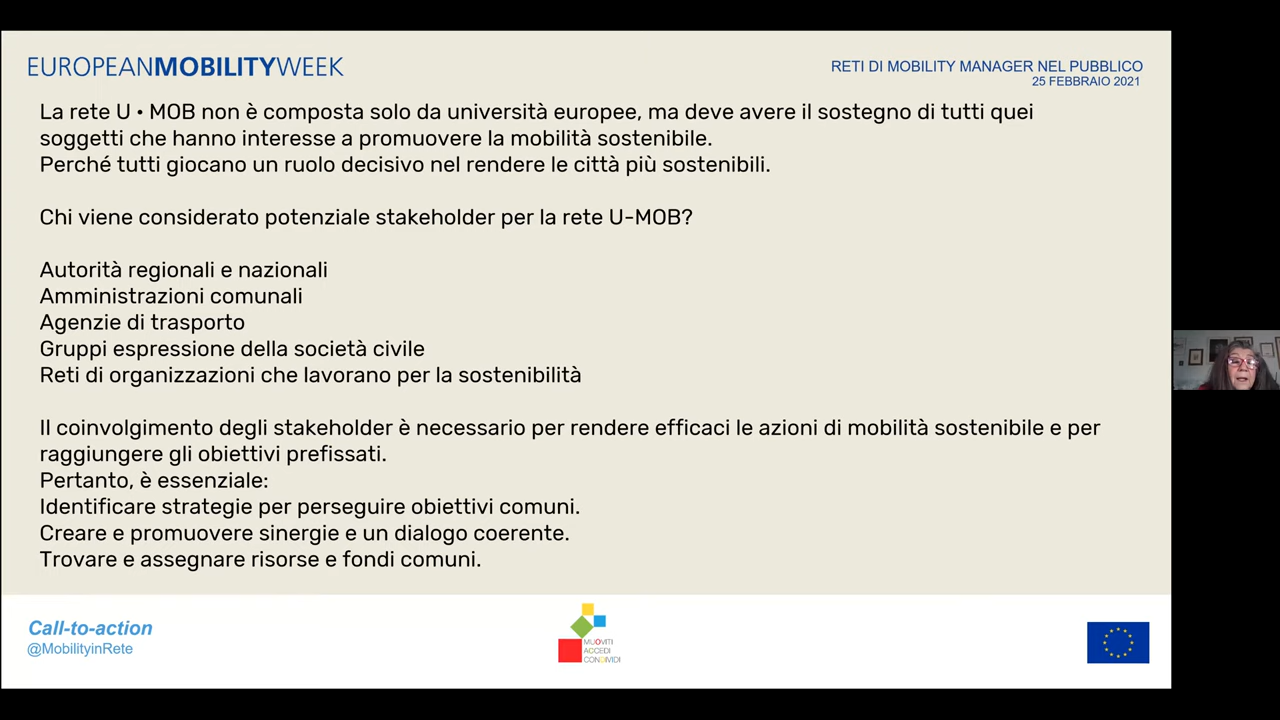 EUROPEANMOBILITYWEEK
RETI DI MOBILITY MANAGER NEL PUBBLICO
25 FEBBRAIO 2021
La rete U • MOB non è composta solo da università europee, ma deve avere il sostegno di tutti quei
soggetti che hanno interesse a promuovere la mobilità sostenibile.
Perché tutti giocano un ruolo decisivo nel rendere le città più sostenibili.
Chi viene considerato potenziale stakeholder per la rete U-MOB?
Autorità regionali e nazionali
Amministrazioni comunali
Agenzie di trasporto
Gruppi espressione della società civile
Reti di organizzazioni che lavorano per la sostenibilità
Il coinvolgimento degli stakeholder è necessario per rendere efficaci le azioni di mobilità sostenibile e per
raggiungere gli obiettivi prefissati.
Pertanto, è essenziale:
Identificare strategie per perseguire obiettivi comuni.
Creare e promuovere sinergie e un dialogo coerente.
Trovare e assegnare risorse e fondi comuni.
Call-to-action
@MobilityinRete
MUOVITI
ACCEDI
CONDIVIDI